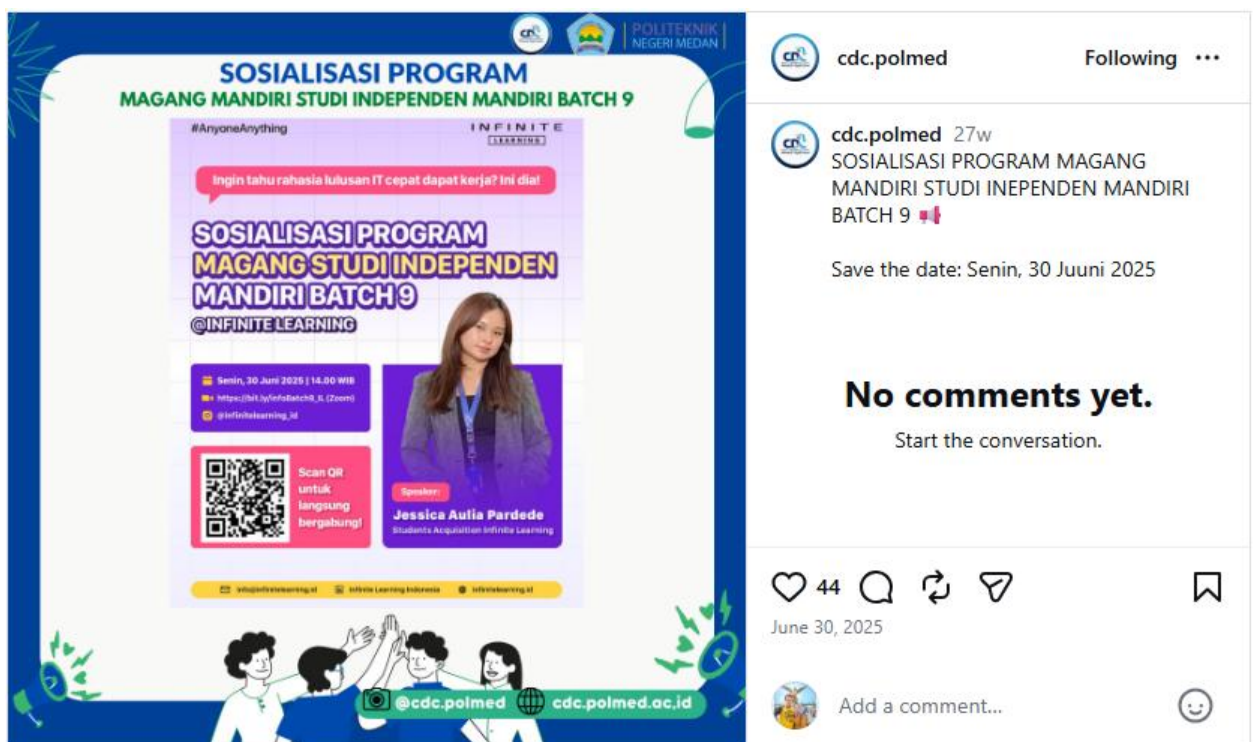 POLITEKNIK
NEGERI MEDAN
SOSIALISASI PROGRAM
MAGANG MANDIRI STUDI INDEPENDEN MANDIRI BATCH 9
#AnyoneAnything
INFINITE
LEARNING
Ingin tahu rahasia lulusan IT cepat dapat kerja? Ini dia!
SOSIALISASI PROGRAM
MAGANG STUDI INDEPENDEN
MANDIRI BATCH 9
@INFINITE LEARNING
Senin, 30 Juni 2025 | 14.00 WIB
https://bit.ly/infoBatch9_IL (Zoom)
@infinitelearning_id
Scan QR
untuk
langsung
bergabung!
Speaker:
Jessica Aulia Pardede
Students Acquisition Infinite Learning
info@infinitelearning.id
Infinite Learning Indonesia
infinitelearning.id
@cdc.polmed
cdc.polmed.ac.id
cdc.polmed
Following
cdc.polmed 27w
SOSIALISASI PROGRAM MAGANG
MANDIRI STUDI INEPENDEN MANDIRI
BATCH 9 📢
Save the date: Senin, 30 Juuni 2025
No comments yet.
Start the conversation.
44
June 30, 2025
Add a comment...